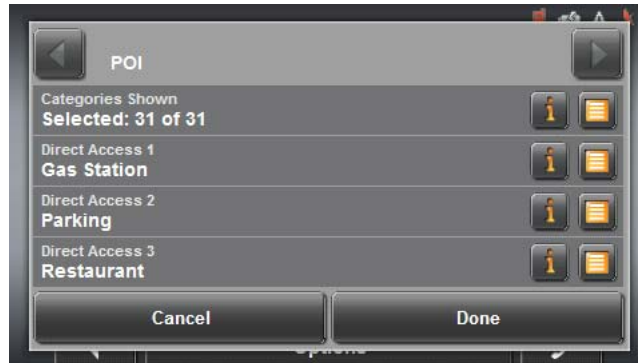 POI
Categories Shown
Selected: 31 of 31
Direct Access 1
Gas Station
Direct Access 2
Parking
Direct Access 3
Restaurant
Cancel Done
Options